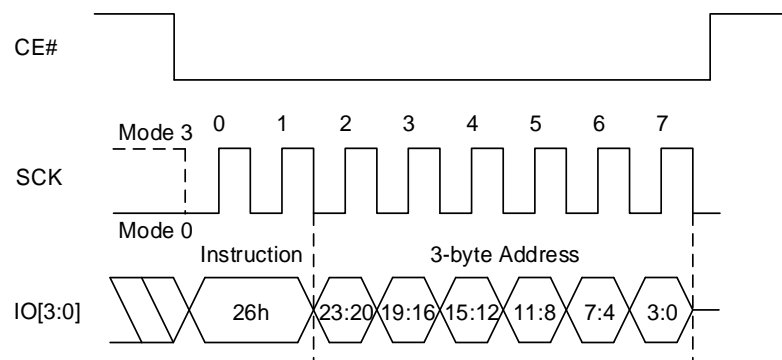 CE#
Mode 3 0 1 2 3 4 5 6 7
SCK
Mode 0
Instruction 3-byte Address
IO[3:0] 26h 23:20 19:16 15:12 11:8 7:4 3:0